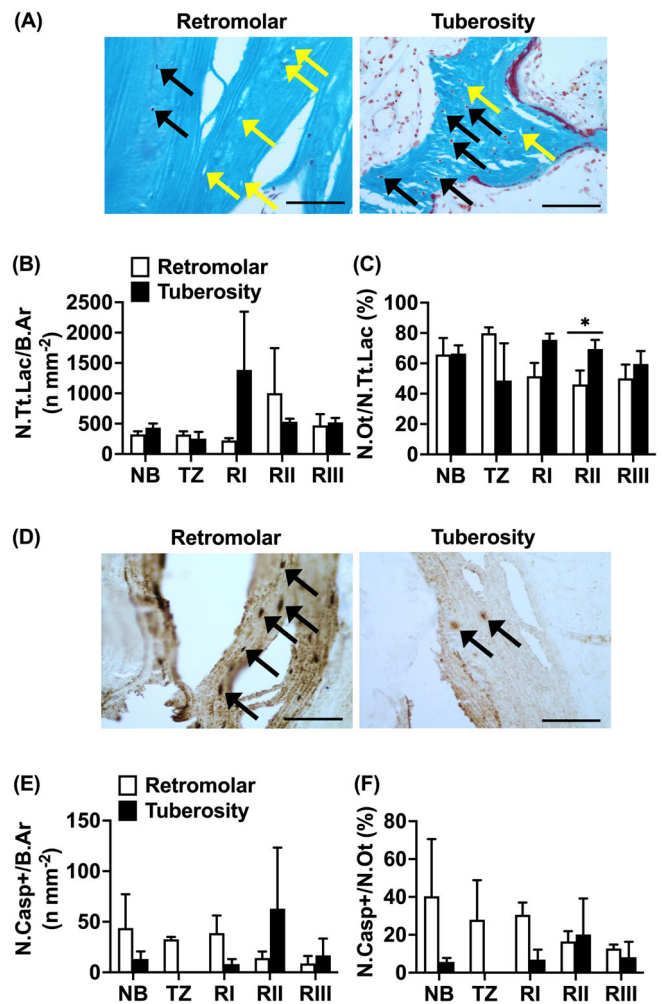 (A)
Retromolar
Tuberosity
(B)
Retromolar
Tuberosity
N.Tt.Lac/B.Ar
(n mm-2)
2500
2000
1500
1000
500
0
NB TZ RI RII RIII
(C)
N.Ot/N.Tt.Lac (%)
100
80
60
40
20
0
*
NB TZ RI RII RIII
(D)
Retromolar
Tuberosity
(E)
Retromolar
Tuberosity
N.Casp+/B.Ar
(n mm-2)
150
100
50
0
NB TZ RI RII RIII
(F)
N.Casp+/N.Ot (%)
80
60
40
20
0
NB TZ RI RII RIII